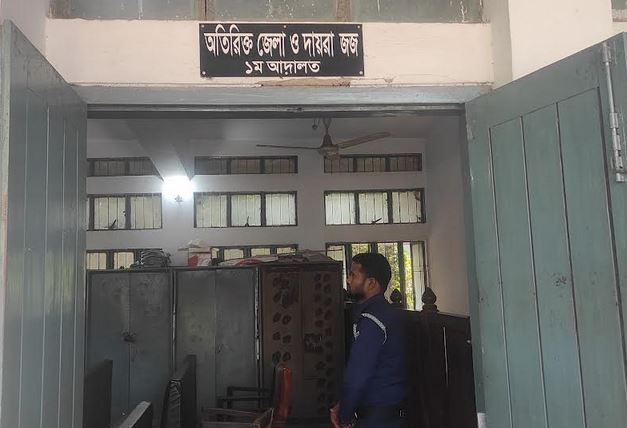 অতিরিক্ত জেলা ও দায়রা জজ
১ম আদালত